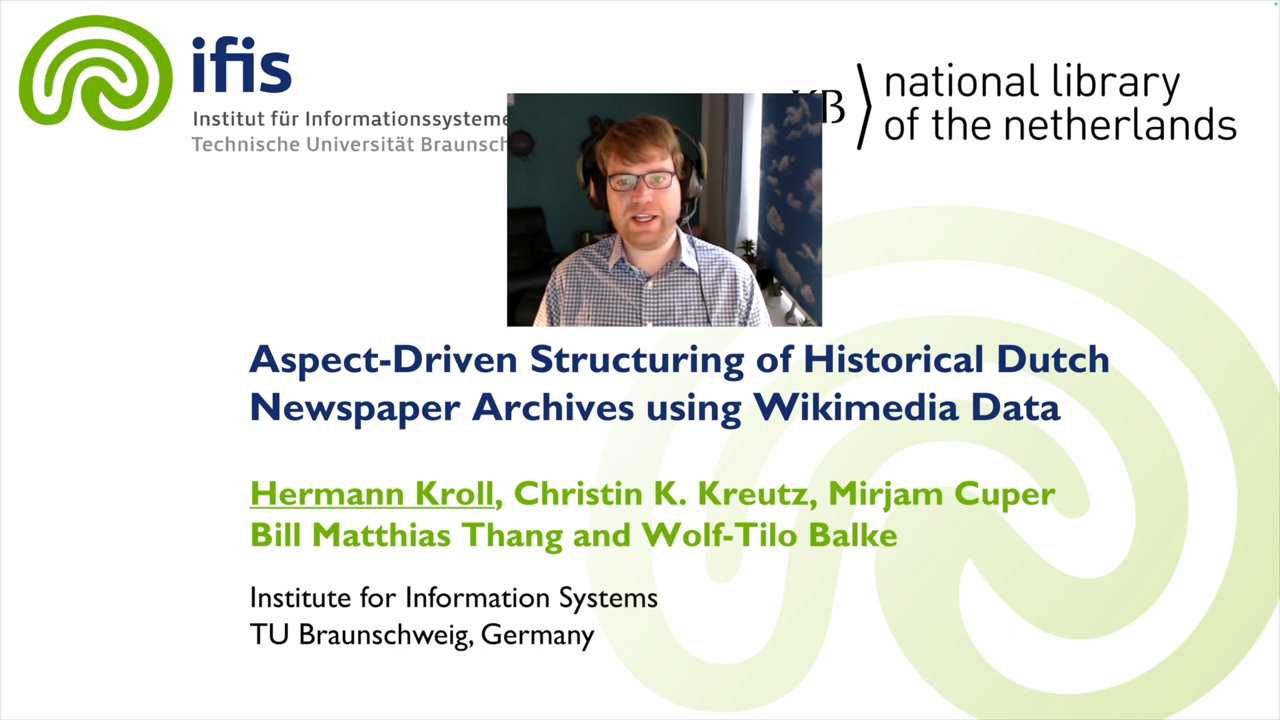 ifis
Institut für Informationssysteme
Technische Universität
national library
of the netherlands
Aspect-Driven Structuring of Historical Dutch
Newspaper Archives using Wikimedia Data
Hermann Kroll, Christin K. Kreutz, Mirjam Cuper
Bill Matthias Thang and Wolf-Tilo Balke
Institute for Information Systems
TU Braunschweig, Germany